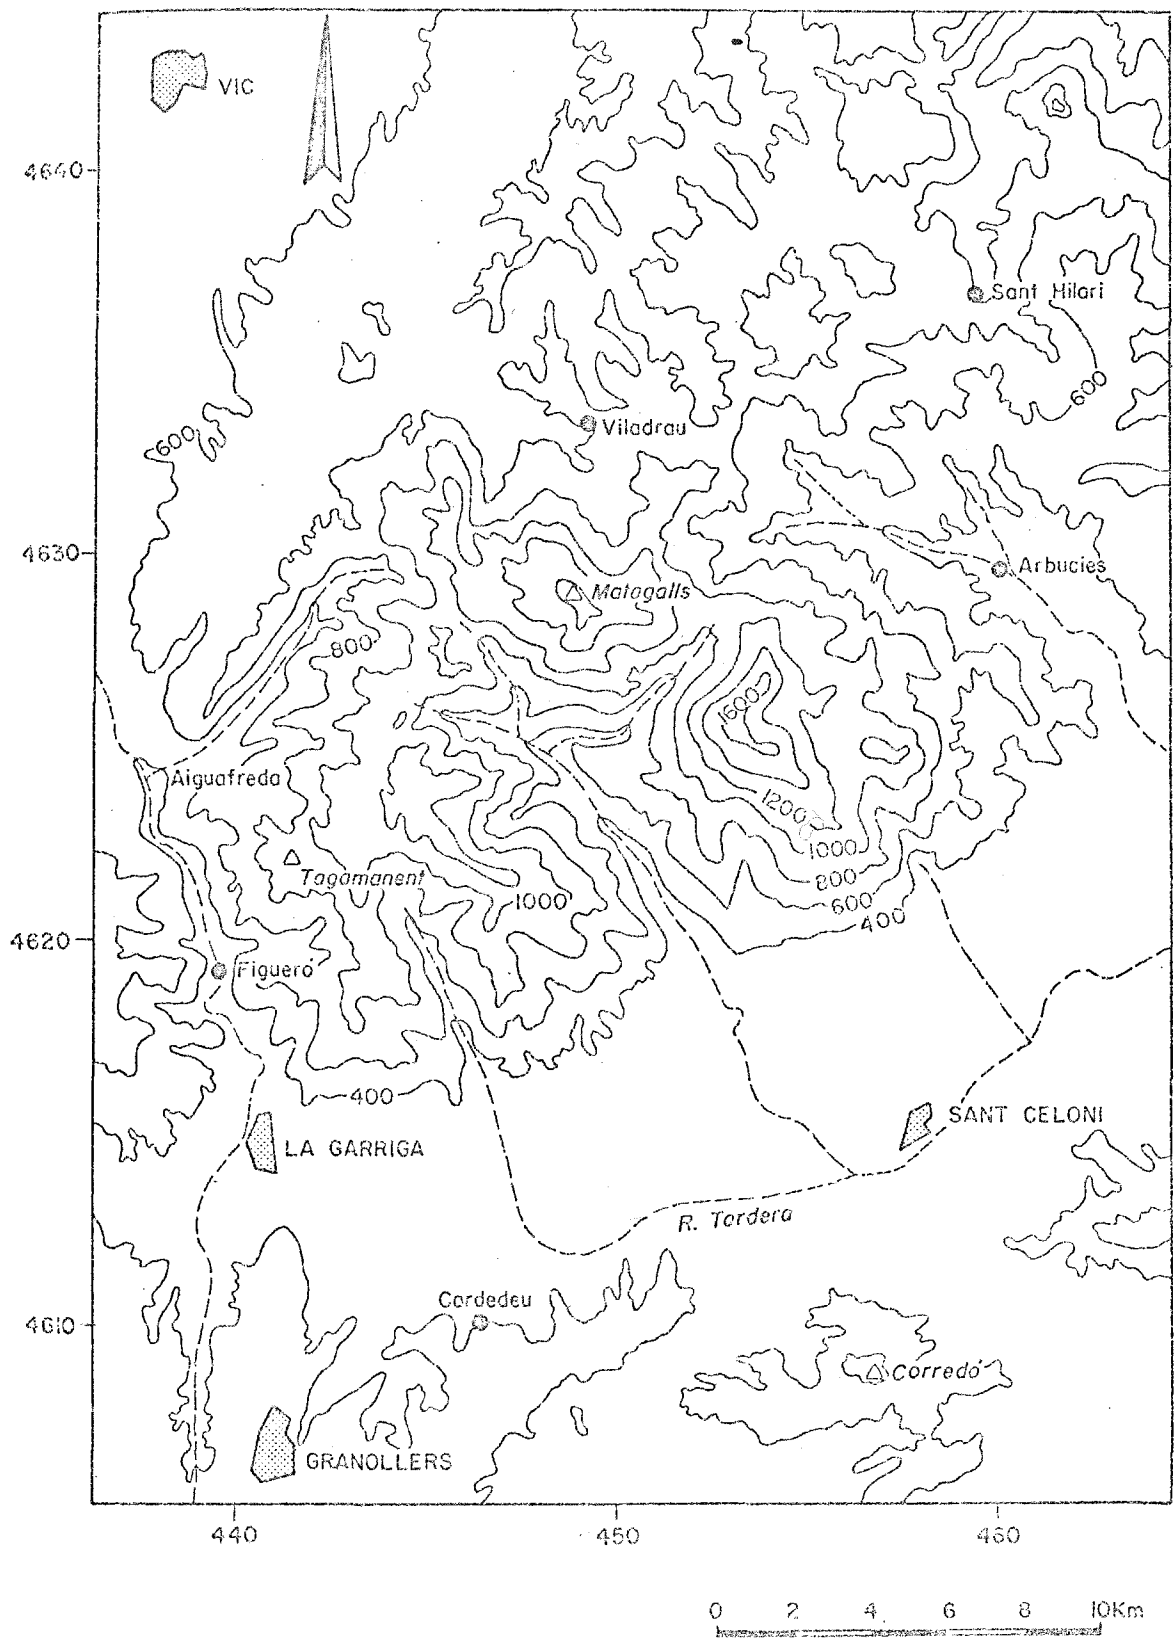 VIC
4640
Sant Hilari
600
Viladrau
600
4630
Arbucies
Matagalls
800
1600
Aiguafreda
1200
1000
Tagamanent
800
1000
600
400
4620
Figueró
400
SANT CELONI
LA GARRIGA
R. Tordera
Cardedeu
4610
Corredó
GRANOLLERS
440
450
460
0 2 4 6 8 10Km